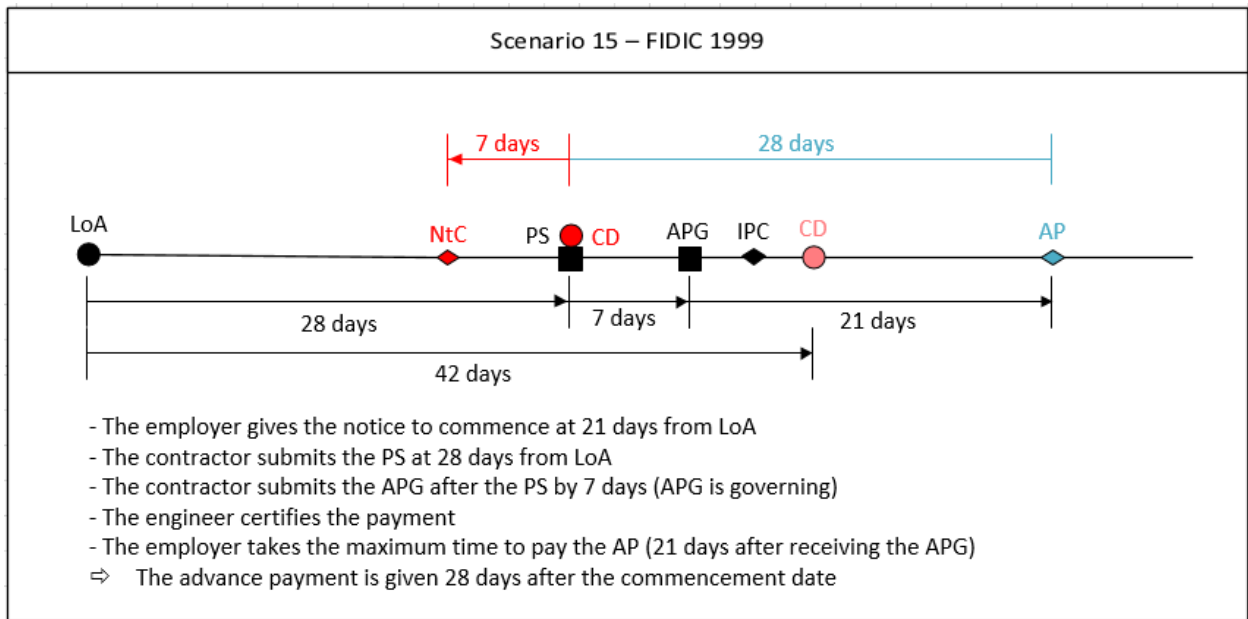 Scenario 15 – FIDIC 1999
7 days
28 days
LoA
NtC
PS
CD
APG
IPC
CD
AP
28 days
7 days
21 days
42 days
- The employer gives the notice to commence at 21 days from LoA
- The contractor submits the PS at 28 days from LoA
- The contractor submits the APG after the PS by 7 days (APG is governing)
- The engineer certifies the payment
- The employer takes the maximum time to pay the AP (21 days after receiving the APG)
⇨ The advance payment is given 28 days after the commencement date